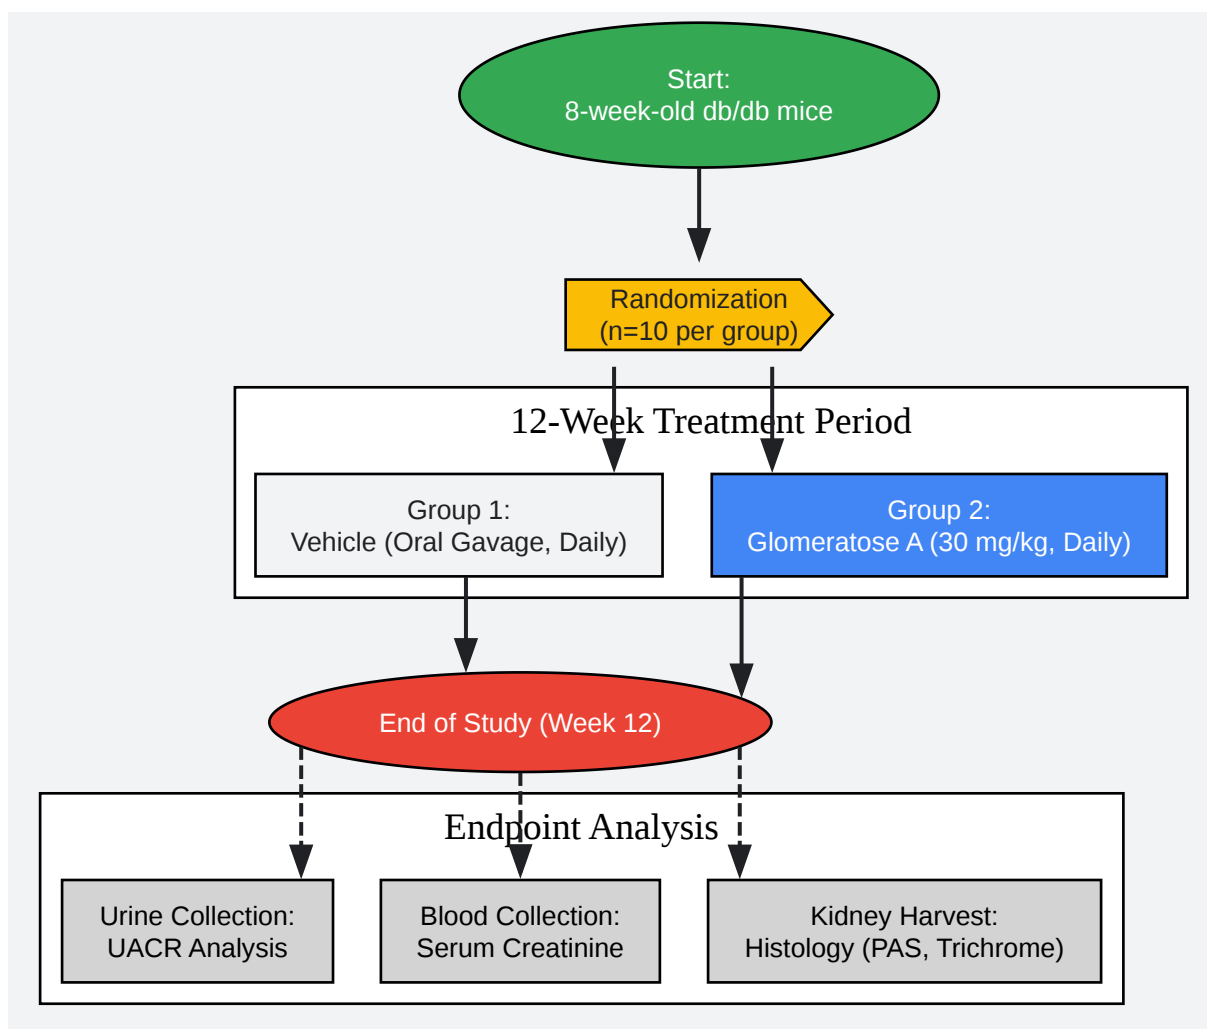 Start:
8-week-old db/db mice
Randomization
(n=10 per group)
12-Week Treatment Period
Group 1:
Vehicle (Oral Gavage, Daily)
Group 2:
Glomeratose A (30 mg/kg, Daily)
End of Study (Week 12)
Endpoint Analysis
Urine Collection:
UACR Analysis
Blood Collection:
Serum Creatinine
Kidney Harvest:
Histology (PAS, Trichrome)